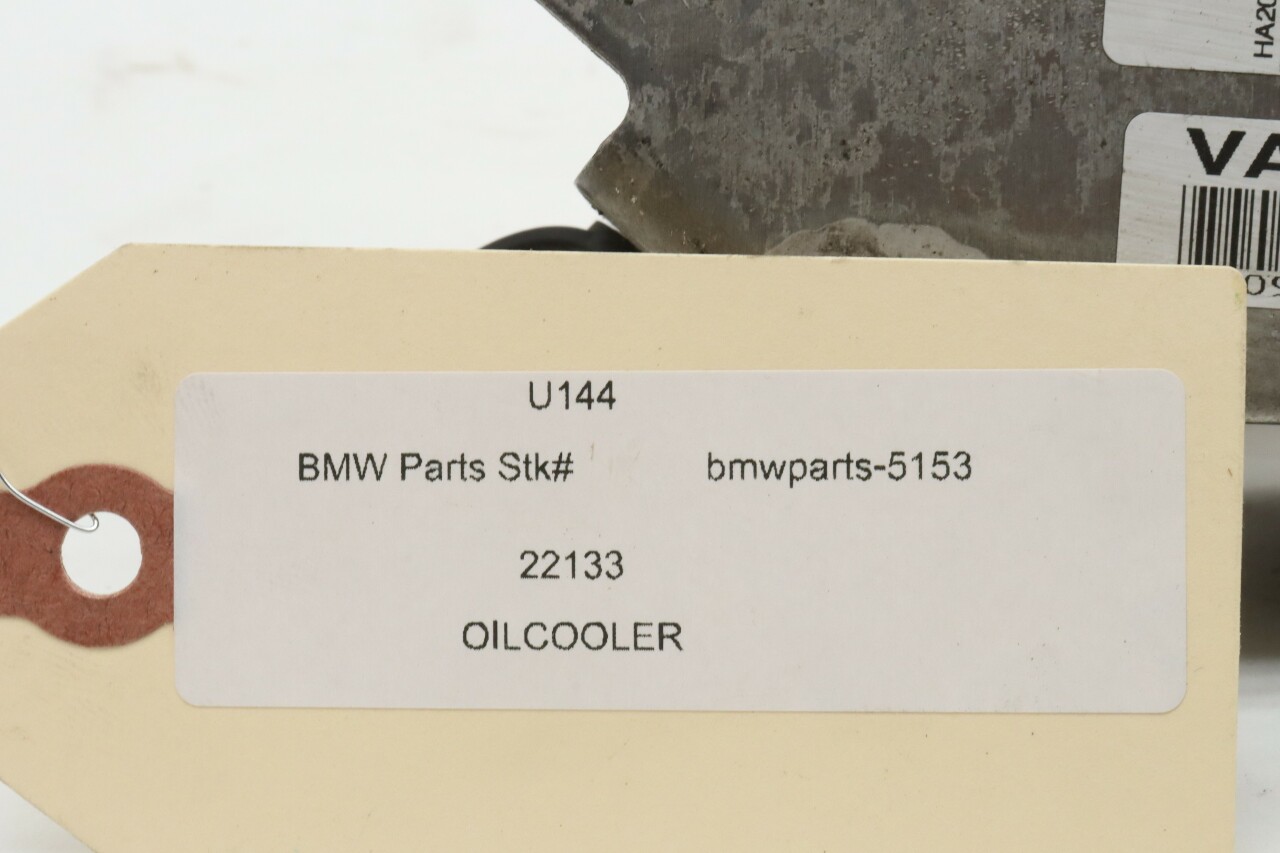 HA20
VA
U144
BMW Parts Stk# bmwparts-5153
22133
OILCOOLER